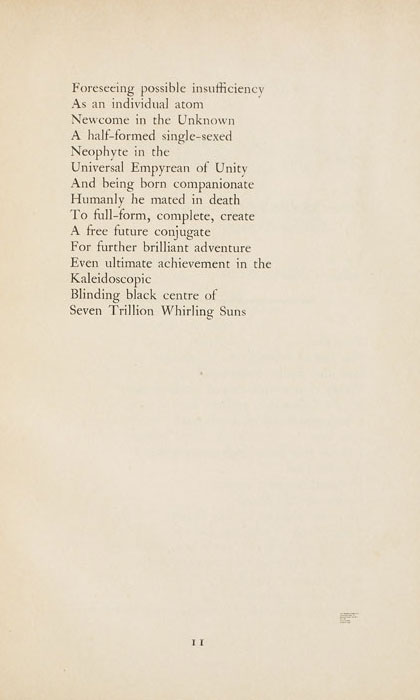 Foreseeing possible insufficiency
As an individual atom
Newcome in the Unknown
A half-formed single-sexed
Neophyte in the
Universal Empyrean of Unity
And being born companionate
Humanly he mated in death
To full-form, complete, create
A free future conjugate
For further brilliant adventure
Even ultimate achievement in the
Kaleidoscopic
Blinding black centre of
Seven Trillion Whirling Suns
11